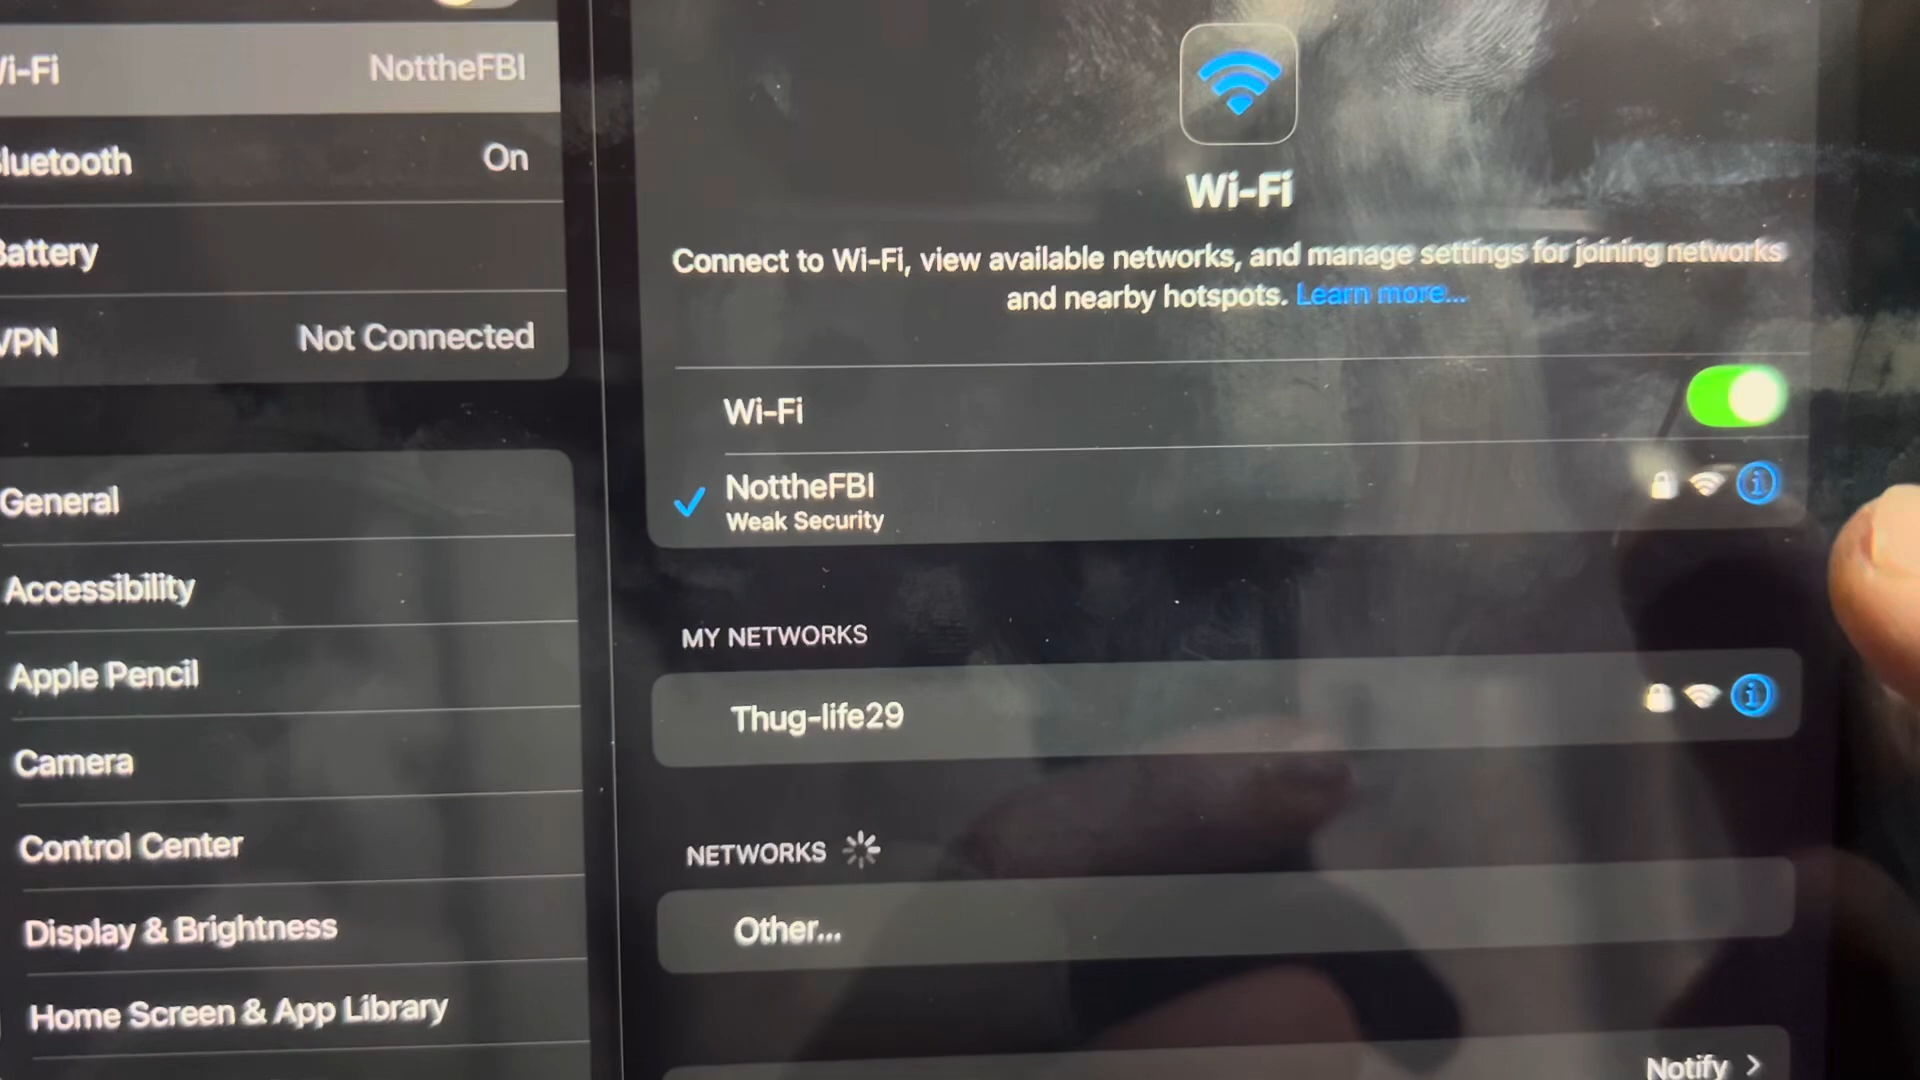 Wi-Fi NottheFBI
Bluetooth On
Battery
VPN Not Connected
General
Accessibility
Apple Pencil
Camera
Control Center
Display & Brightness
Home Screen & App Library
Wi-Fi
Connect to Wi-Fi, view available networks, and manage settings for joining networks
and nearby hotspots. Learn more...
Wi-Fi
NottheFBI
Weak Security
MY NETWORKS
Thug-life29
NETWORKS
Other...
Notify